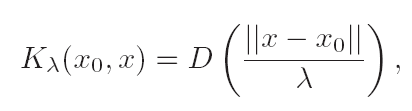 K_λ(x_0, x) = D ( ||x − x_0|| / λ ),